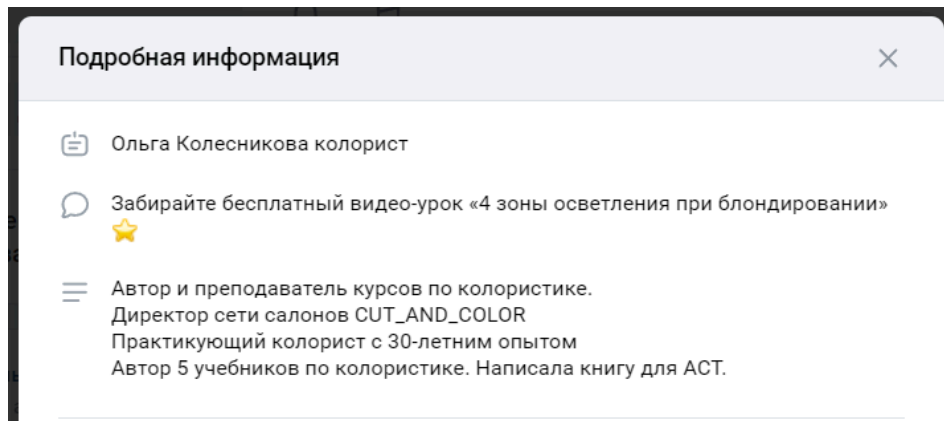 Подробная информация
Ольга Колесникова колорист
Забирайте бесплатный видео-урок «4 зоны осветления при блондировании»
⭐
Автор и преподаватель курсов по колористике.
Директор сети салонов CUT_AND_COLOR
Практикующий колорист с 30-летним опытом
Автор 5 учебников по колористике. Написала книгу для АСТ.